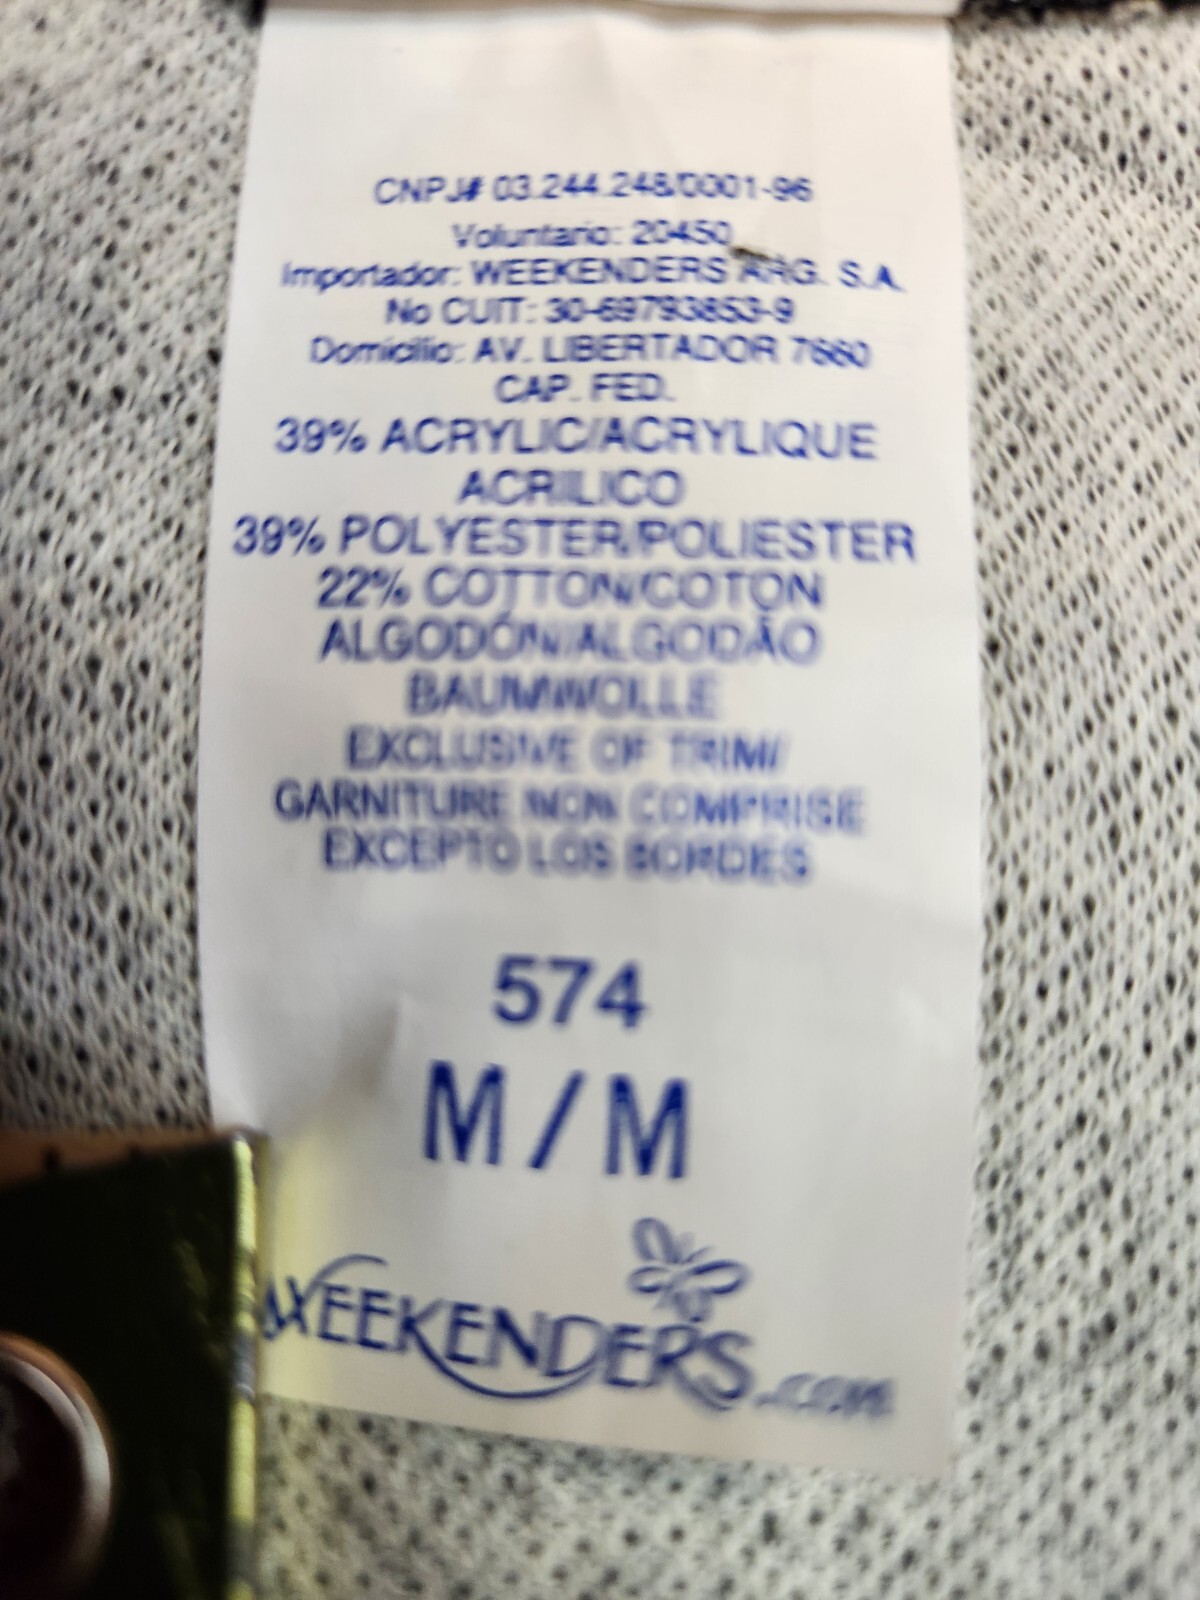 CNPJ# 03.244.248/0001-96
Voluntario: 20450
Importador: WEEKENDERS ARG. S.A.
No CUIT: 30-69793853-9
Domicilio: AV. LIBERTADOR 7660
CAP. FED.
39% ACRYLIC/ACRYLIQUE
ACRILICO
39% POLYESTER/POLIESTER
22% COTTON/COTON
ALGODÓN/ALGODÃO
BAUMWOLLE
EXCLUSIVE OF TRIM/
GARNITURE NON COMPRISE
EXCEPTO LOS BORDES
574
M / M
WEEKENDERS.com